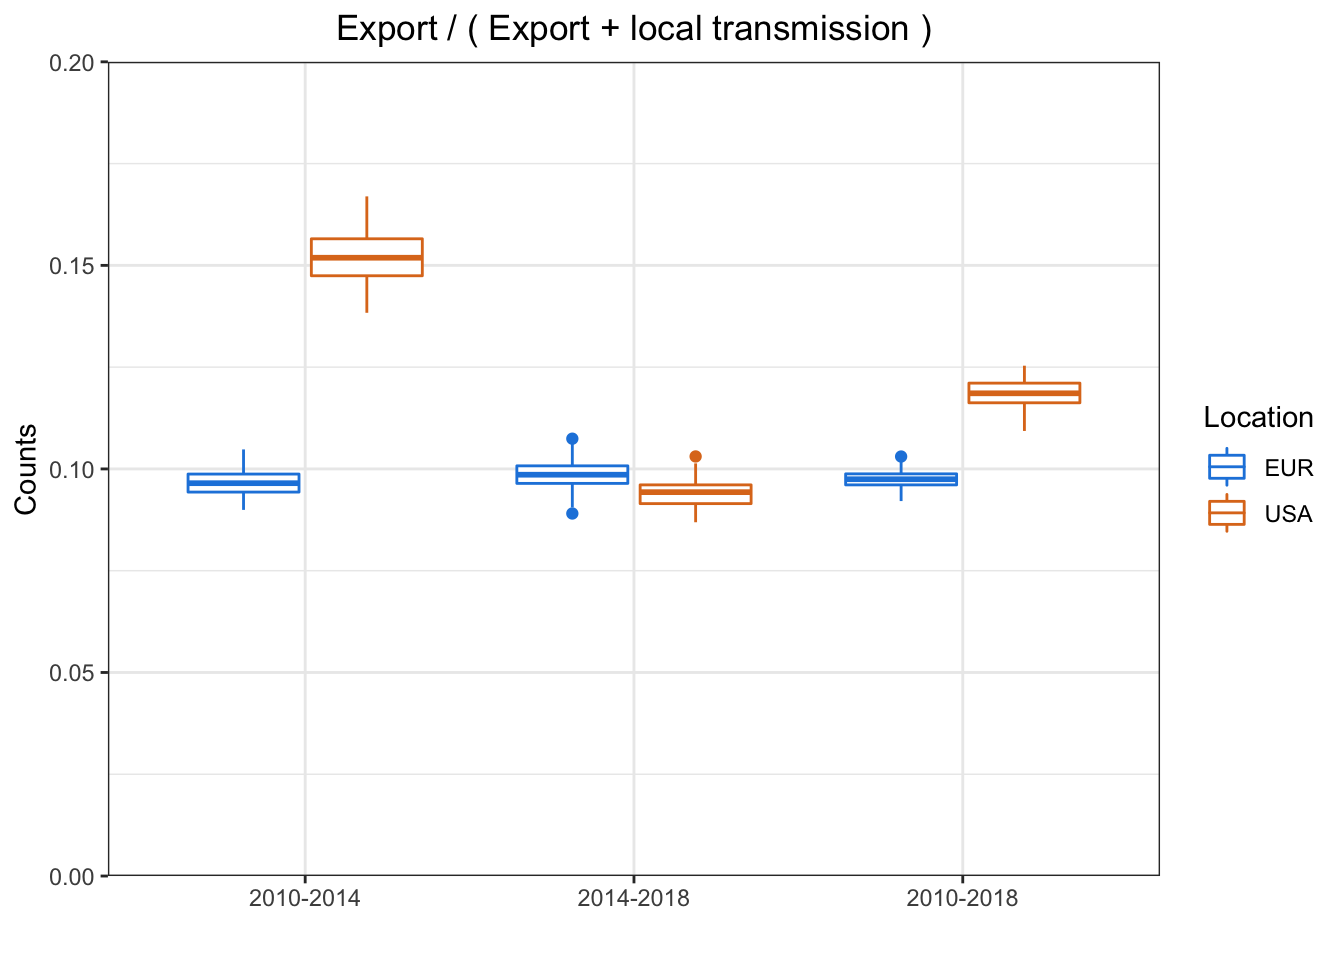 Export / ( Export + local transmission )
0.20
0.15
0.10
0.05
0.00
Counts
2010-2014
2014-2018
2010-2018
Location
EUR
USA